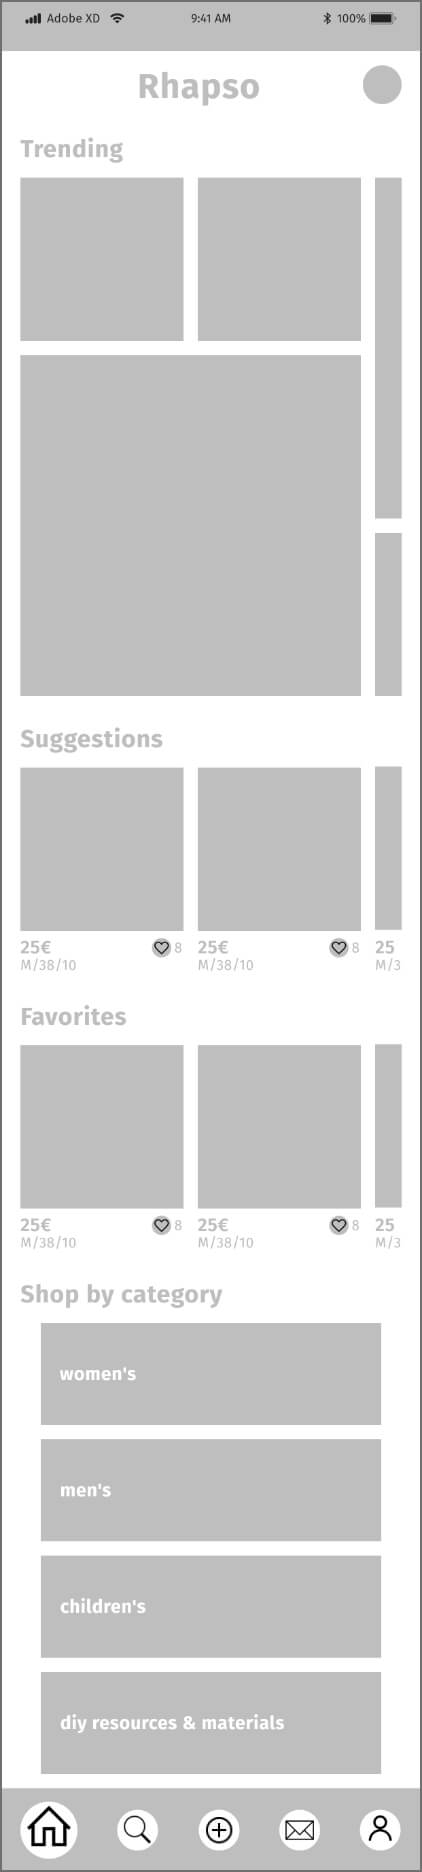 Adobe XD 9:41 AM 100%
Rhapso
Trending
Suggestions
25€ 8 25€ 8 25
M/38/10 M/38/10 M/3
Favorites
25€ 8 25€ 8 25
M/38/10 M/38/10 M/3
Shop by category
women's
men's
children's
diy resources & materials